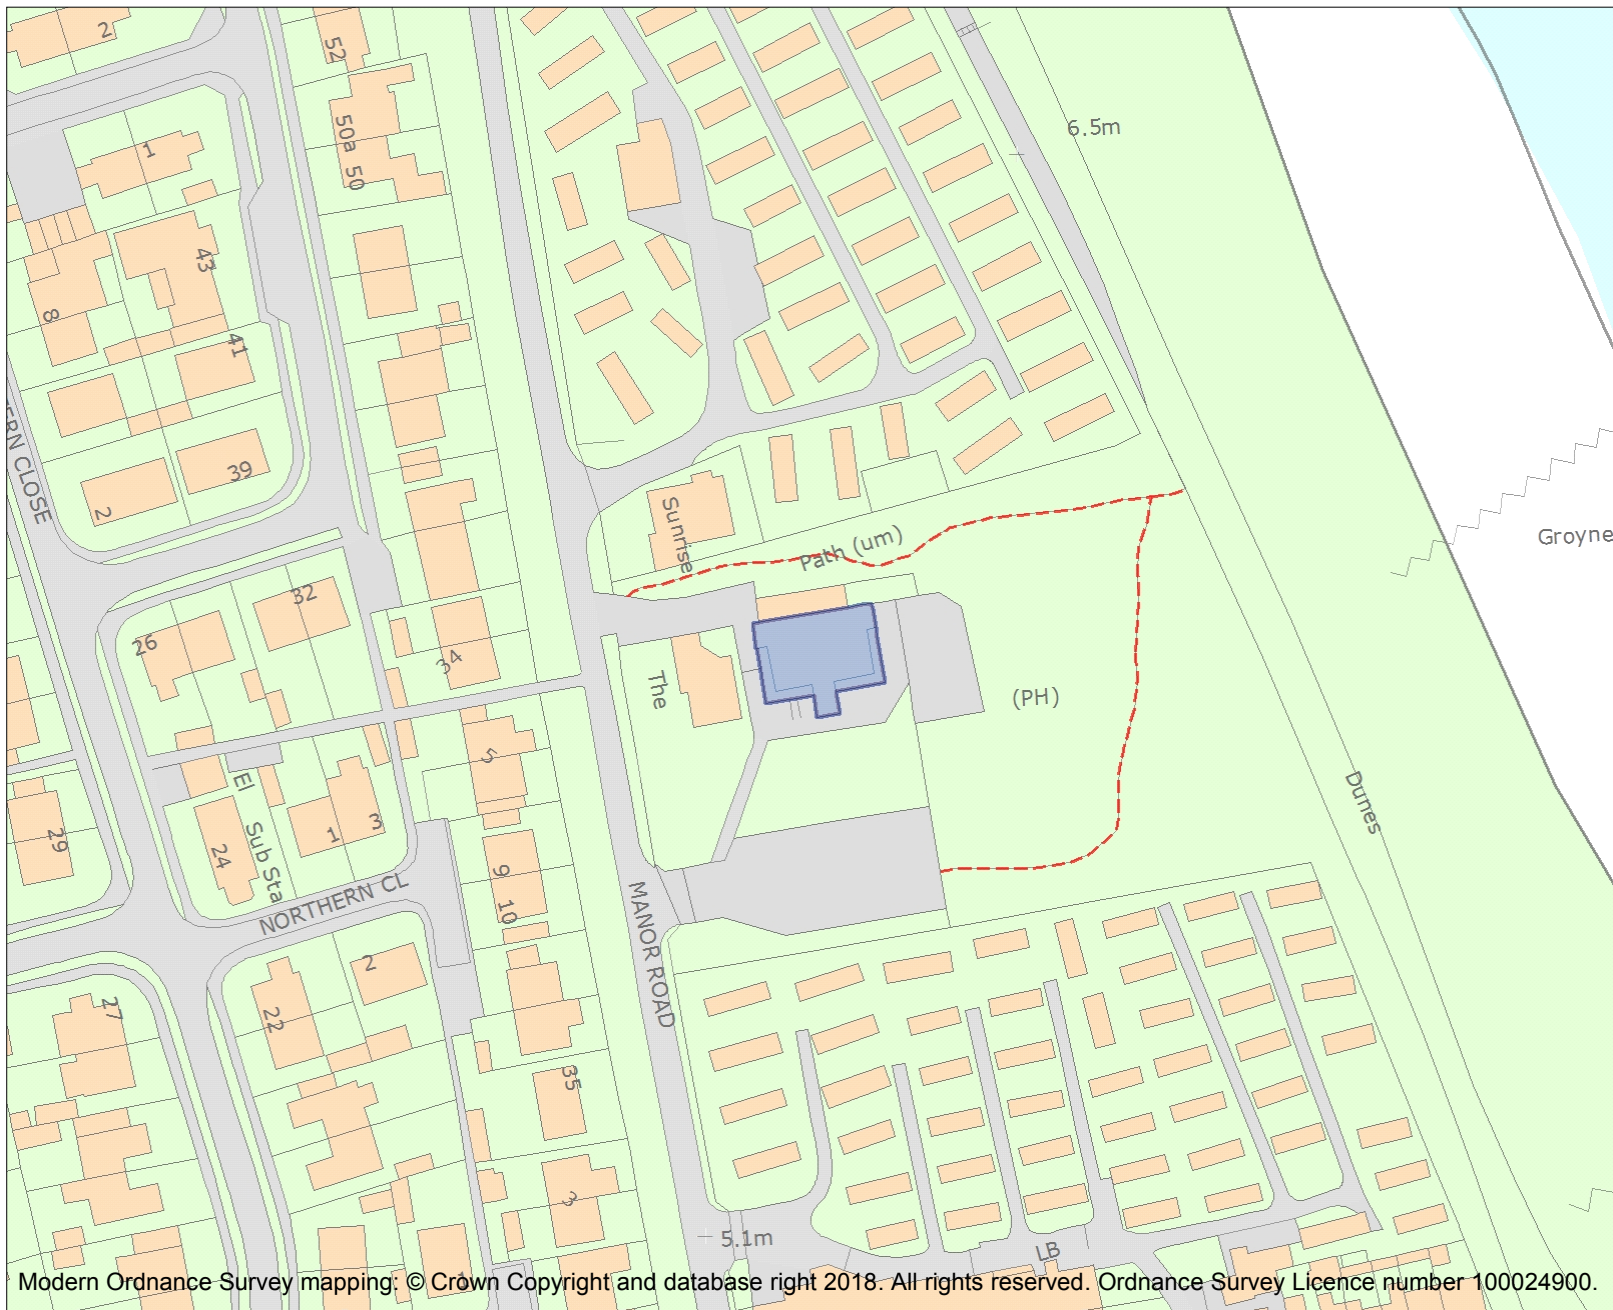 2
52
6.5m
50a
50
1
43
8
41
ERN CLOSE
39
2
Sunrise
Groyne
Path (um)
32
26
34
The
(PH)
5
El
Sub Sta
Dunes
29
1
3
24
9
10
NORTHERN CL
MANOR ROAD
2
27
22
35
3
5.1m
LB
1
Modern Ordnance Survey mapping: © Crown Copyright and database right 2018. All rights reserved. Ordnance Survey Licence number 100024900.